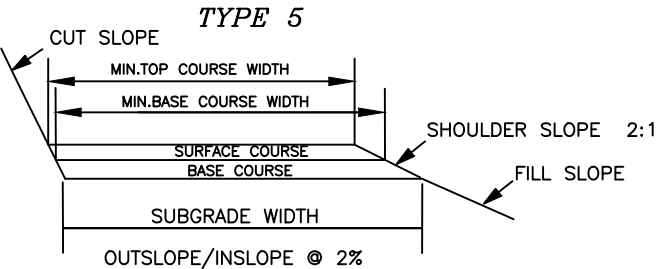 TYPE 5
CUT SLOPE
MIN.TOP COURSE WIDTH
MIN.BASE COURSE WIDTH
SHOULDER SLOPE 2:1
SURFACE COURSE
BASE COURSE
FILL SLOPE
SUBGRADE WIDTH
OUTSLOPE/INSLOPE @ 2%